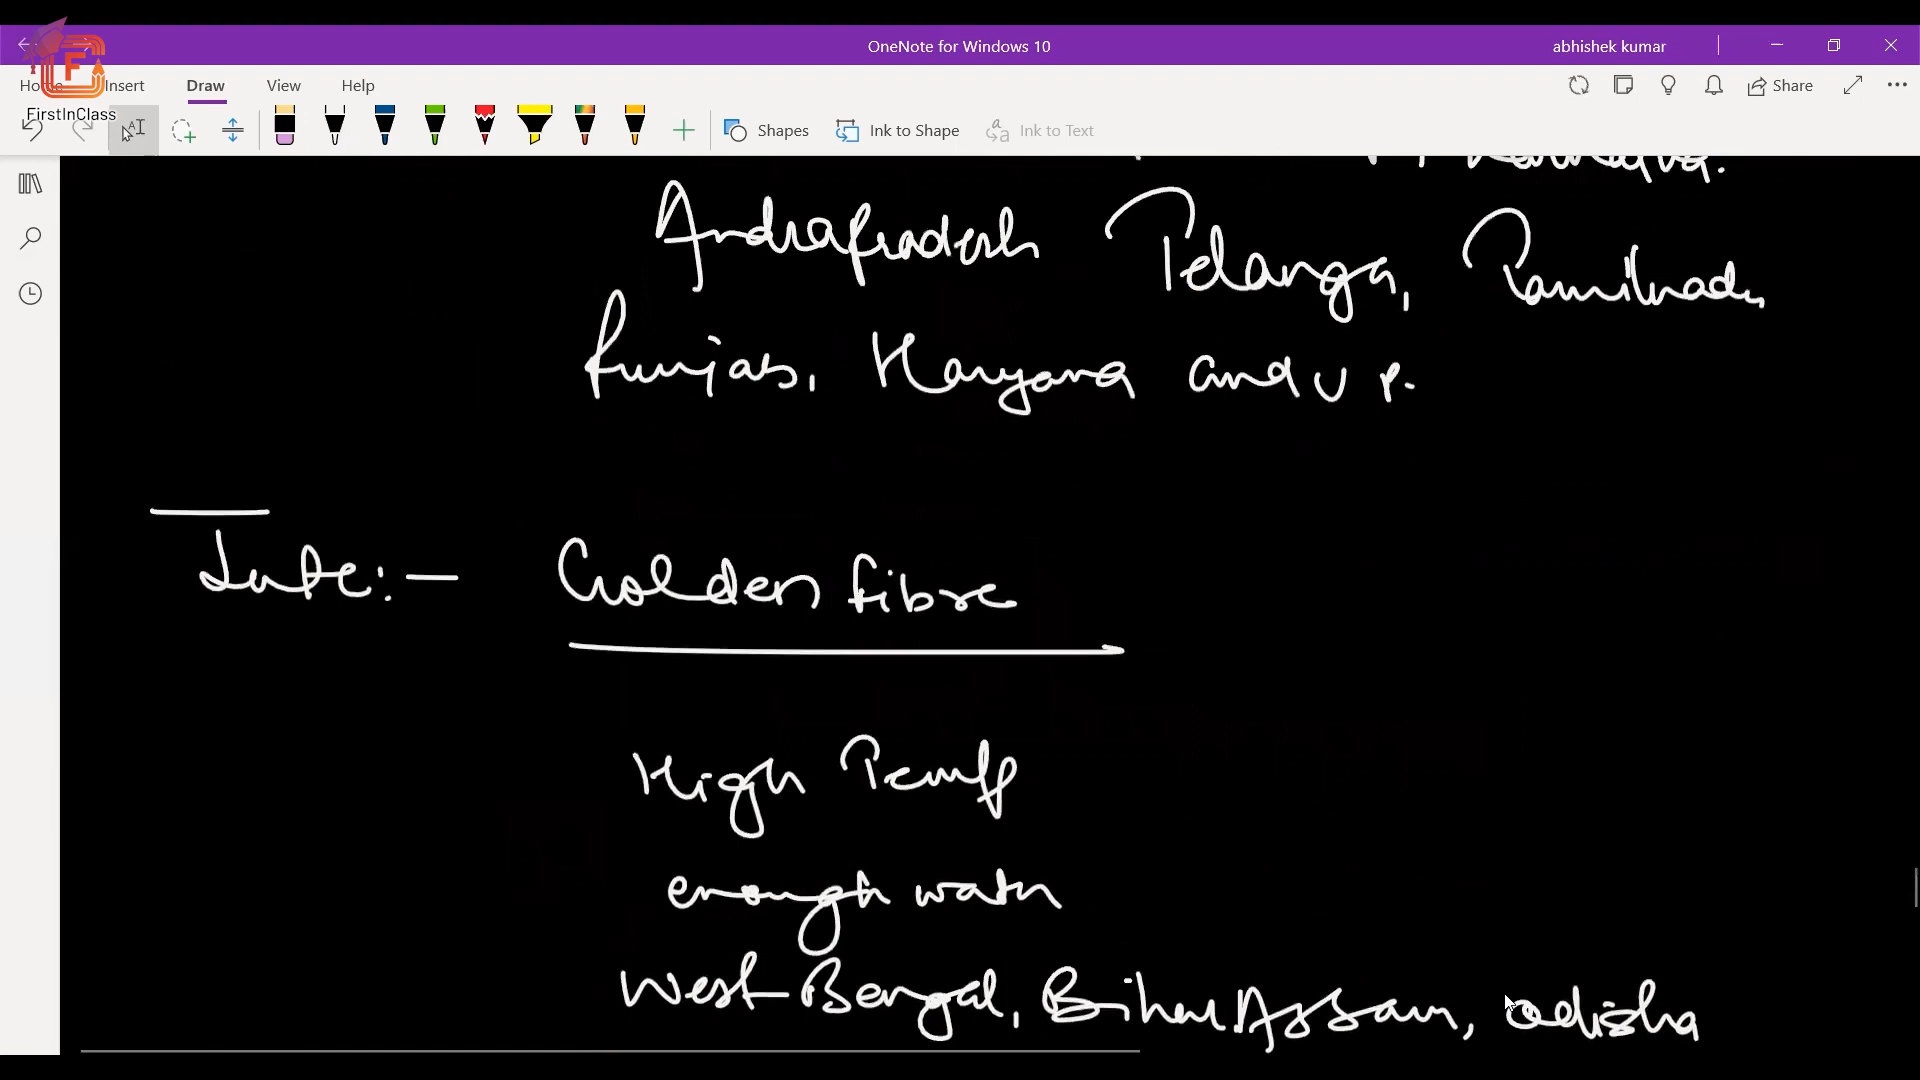 OneNote for Windows 10
abhishek kumar
Home Insert Draw View Help
Share
FirstInClass
Shapes
Ink to Shape
Ink to Text
Andrapradesh Telanga, Tamilnadu
Punjab, Haryana and U P.
Jute:- Golden fibre
High Temp
enough water
West Bengal, Bihar Assam, Odisha